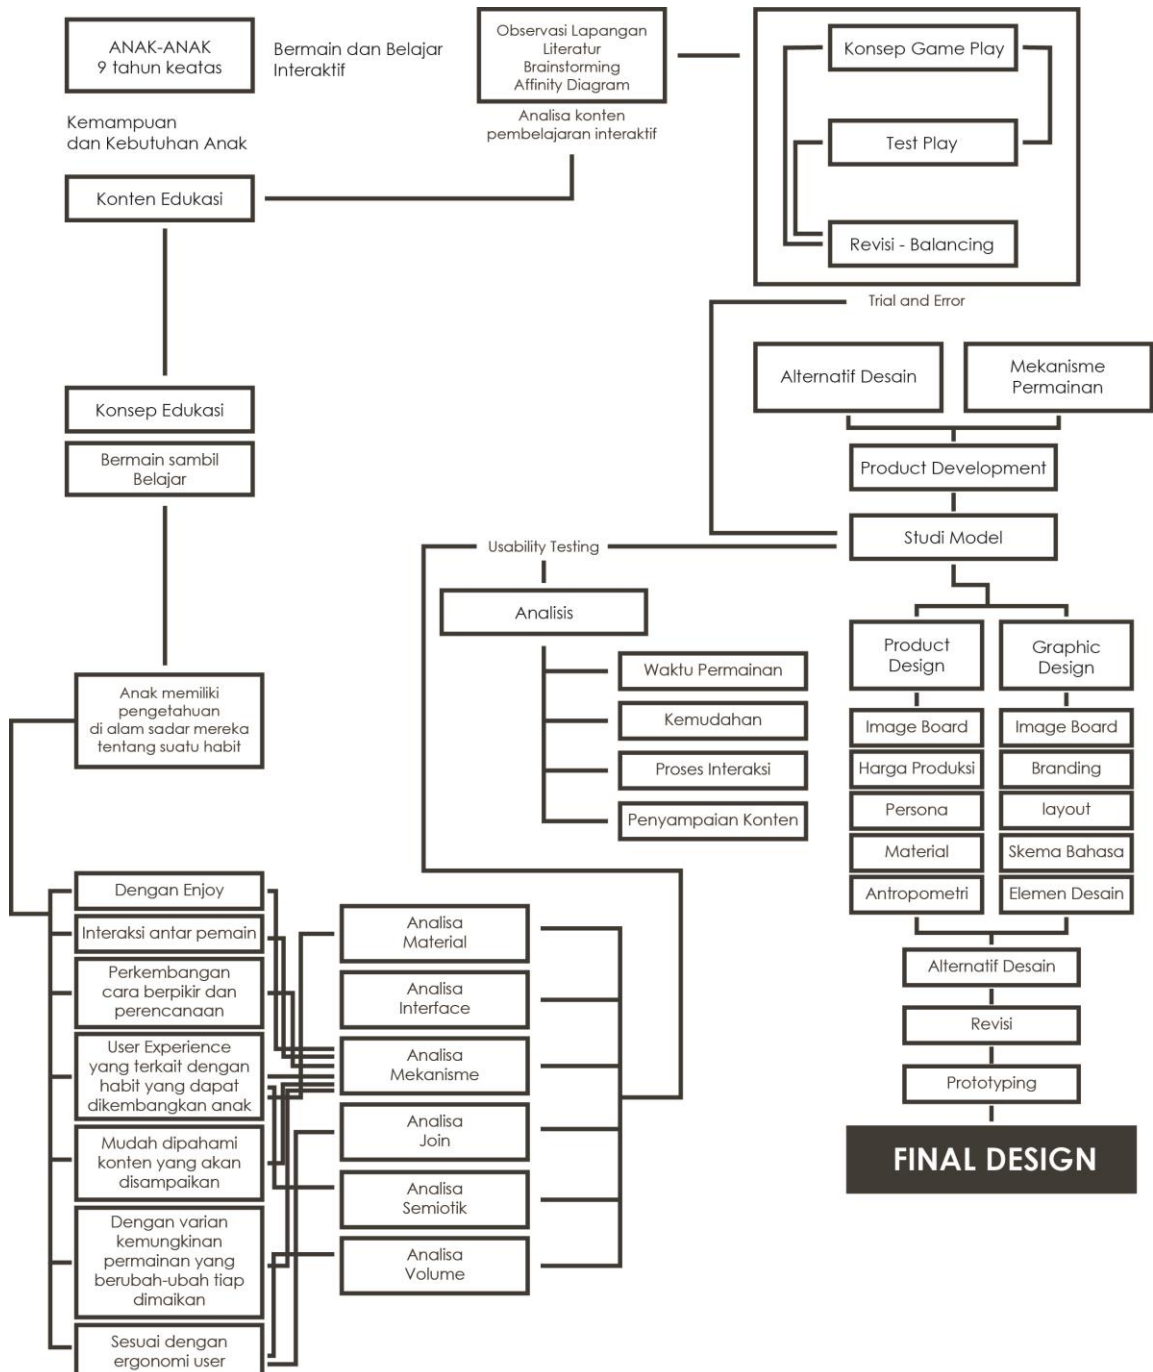 ANAK-ANAK
9 tahun keatas
Bermain dan Belajar
Interaktif
Kemampuan
dan Kebutuhan Anak
Konten Edukasi
Konsep Edukasi
Bermain sambil
Belajar
Anak memiliki
pengetahuan
di alam sadar mereka
tentang suatu habit
Observasi Lapangan
Literatur
Brainstorming
Affinity Diagram
Analisa konten
pembelajaran interaktif
Konsep Game Play
Test Play
Revisi - Balancing
Trial and Error
Alternatif Desain
Mekanisme
Permainan
Product Development
Studi Model
Usability Testing
Analisis
Waktu Permainan
Kemudahan
Proses Interaksi
Penyampaian Konten
Product
Design
Image Board
Harga Produksi
Persona
Material
Antropometri
Graphic
Design
Image Board
Branding
layout
Skema Bahasa
Elemen Desain
Alternatif Desain
Revisi
Prototyping
FINAL DESIGN
Dengan Enjoy
Interaksi antar pemain
Perkembangan
cara berpikir dan
perencanaan
User Experience
yang terkait dengan
habit yang dapat
dikembangkan anak
Mudah dipahami
konten yang akan
disampaikan
Dengan varian
kemungkinan
permainan yang
berubah-ubah tiap
dimaikan
Sesuai dengan
ergonomi user
Analisa
Material
Analisa
Interface
Analisa
Mekanisme
Analisa
Join
Analisa
Semiotik
Analisa
Volume